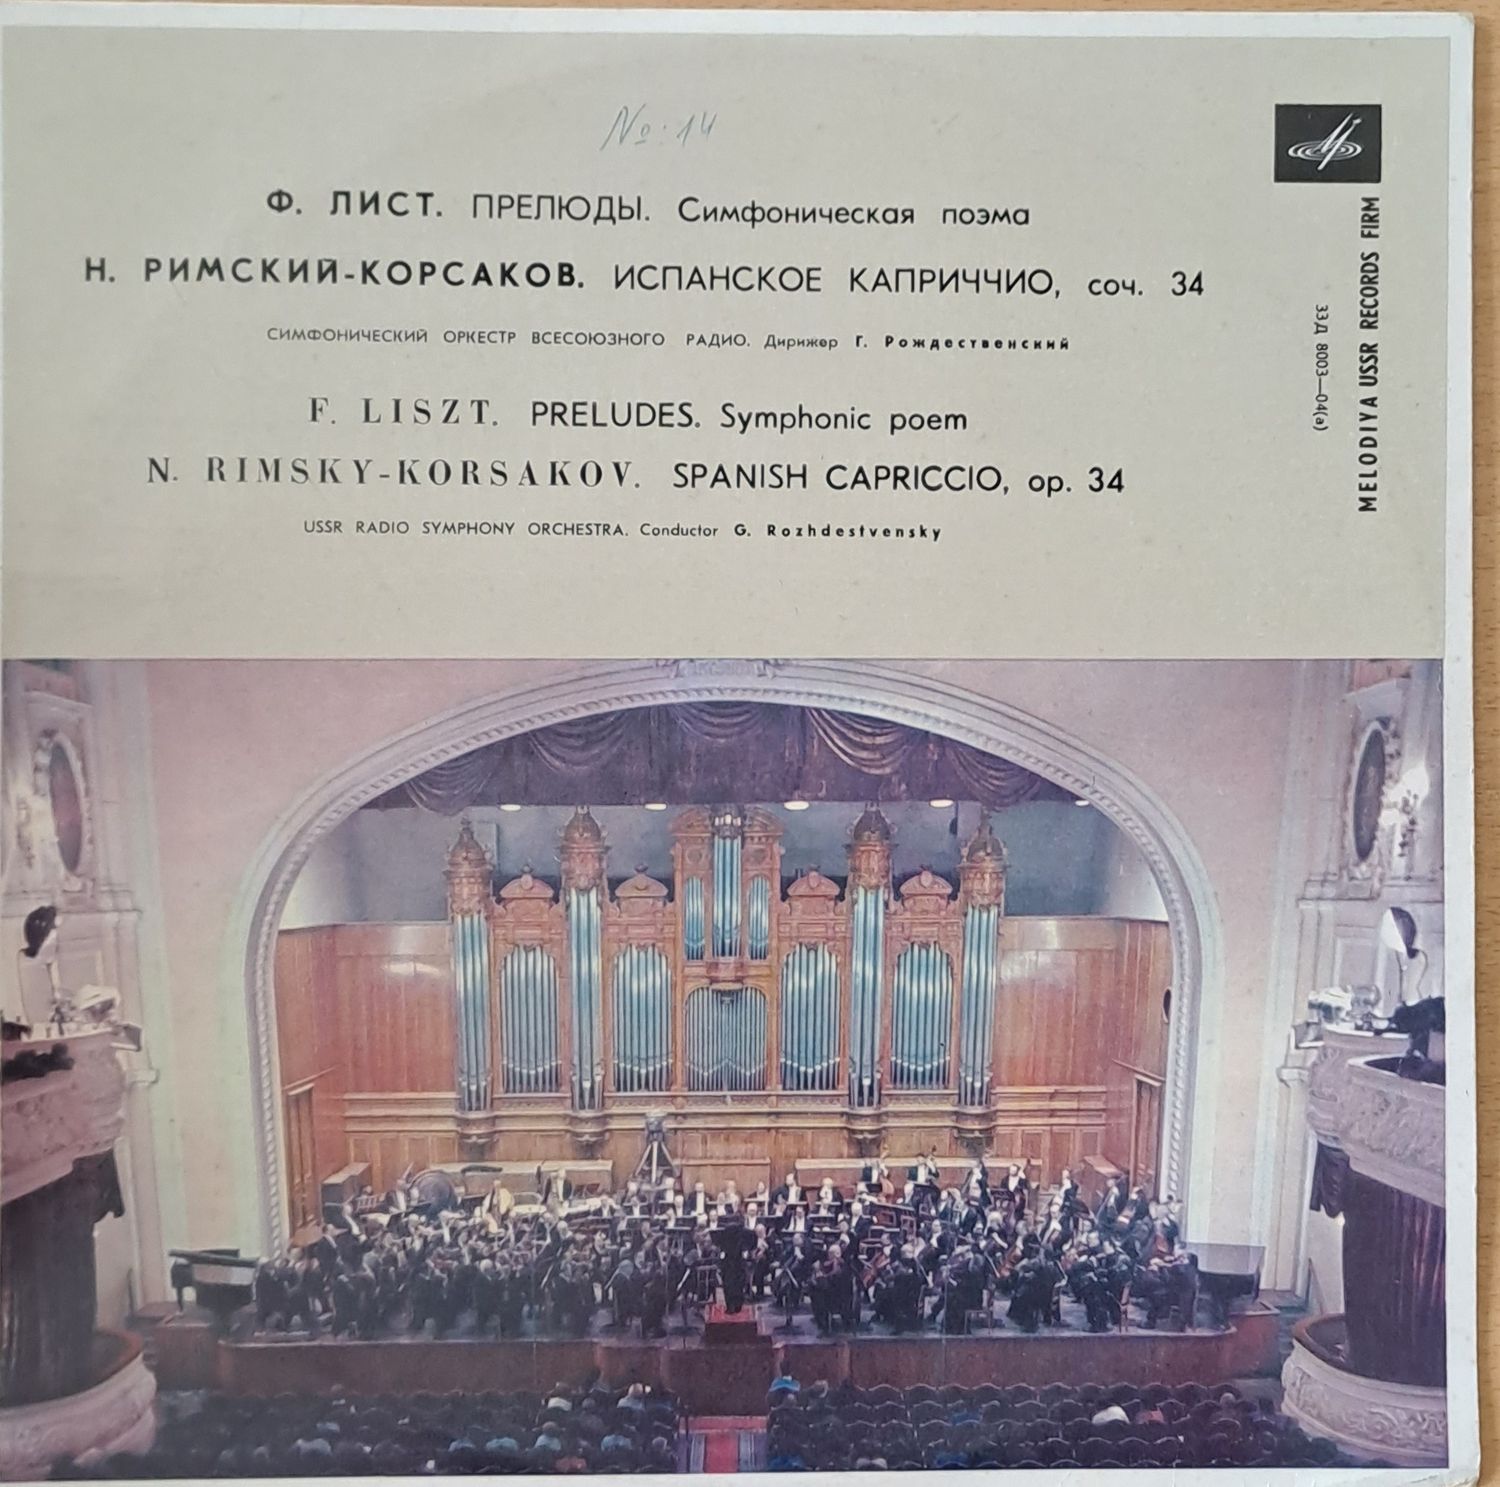 №: 14
Ф. ЛИСТ. ПРЕЛЮДЫ. Симфоническая поэма
Н. РИМСКИЙ-КОРСАКОВ. ИСПАНСКОЕ КАПРИЧЧИО, соч. 34
СИМФОНИЧЕСКИЙ ОРКЕСТР ВСЕСОЮЗНОГО РАДИО. Дирижер Г. Рождественский
F. LISZT. PRELUDES. Symphonic poem
N. RIMSKY-KORSAKOV. SPANISH CAPRICCIO, op. 34
USSR RADIO SYMPHONY ORCHESTRA. Conductor G. Rozhdestvensky
33Д 8003—04(a)
MELODIYA USSR RECORDS FIRM